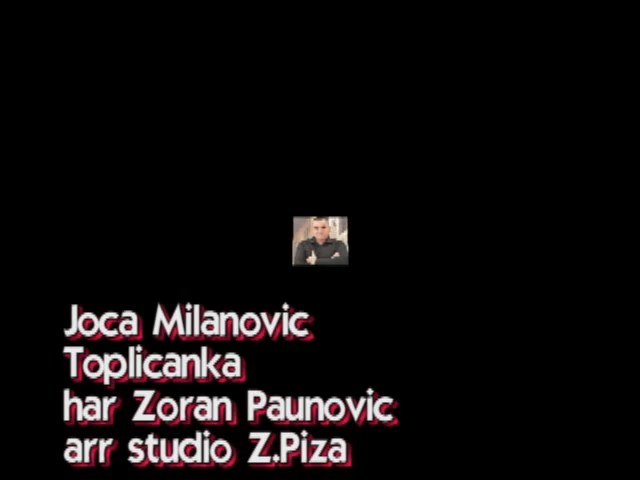 Joca Milanovic
Toplicanka
har Zoran Paunovic
arr studio Z.Piza